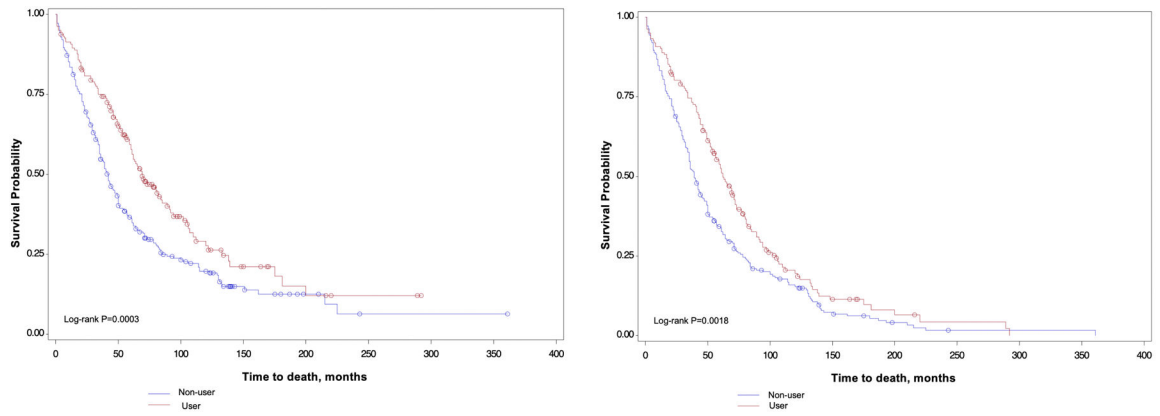 1.00
0.75
0.50
0.25
0.00
Survival Probability
Log-rank P=0.0003
0 50 100 150 200 250 300 350 400
Time to death, months
Non-user
User
1.00
0.75
0.50
0.25
0.00
Survival Probability
Log-rank P=0.0018
0 50 100 150 200 250 300 350 400
Time to death, months
Non-user
User